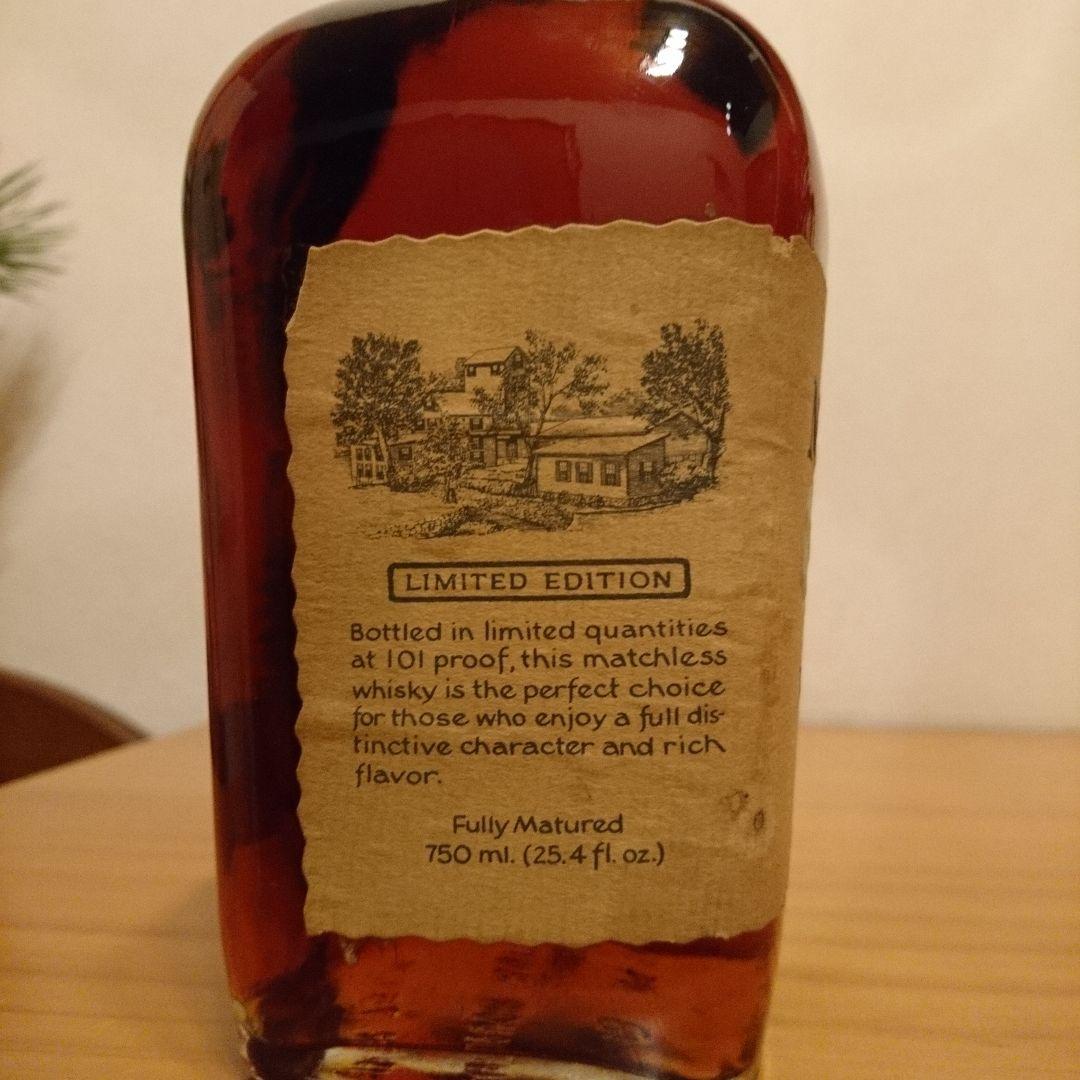 LIMITED EDITION
Bottled in limited quantities
at 101 proof, this matchless
whisky is the perfect choice
for those who enjoy a full dis-
tinctive character and rich
flavor.
Fully Matured
750 ml. (25.4 fl. oz.)